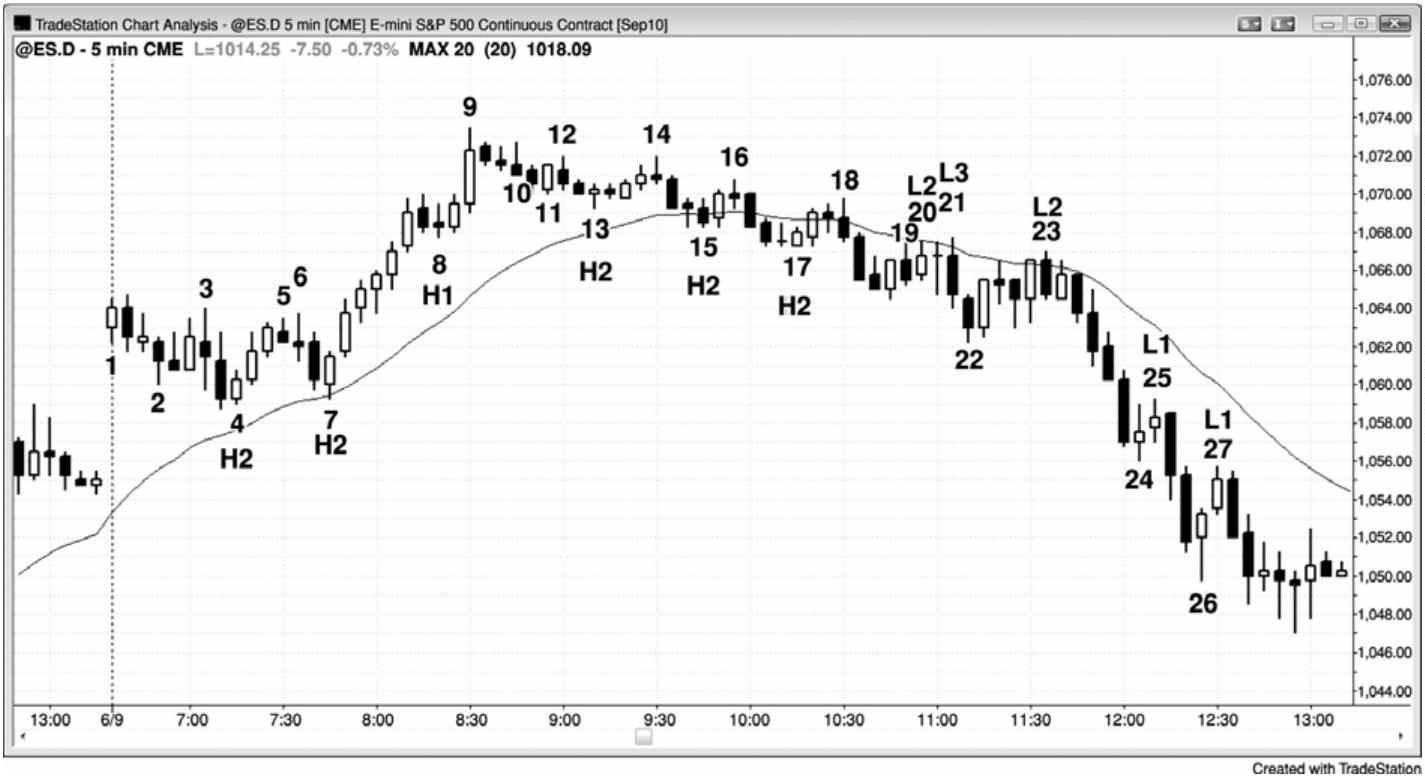 TradeStation Chart Analysis - @ES.D 5 min [CME] E-mini S&P 500 Continuous Contract [Sep10]
@ES.D - 5 min CME L=1014.25 -7.50 -0.73% MAX 20 (20) 1018.09
1,076.00
1,074.00
1,072.00
1,070.00
1,068.00
1,066.00
1,064.00
1,062.00
1,060.00
1,058.00
1,056.00
1,054.00
1,052.00
1,050.00
1,048.00
1,046.00
1,044.00
1
2
3
4
H2
5
6
7
H2
8
H1
9
10
11
12
13
H2
14
15
H2
16
17
H2
18
19
L2
20
L3
21
22
L2
23
24
L1
25
26
L1
27
13:00 6/9 7:00 7:30 8:00 8:30 9:00 9:30 10:00 10:30 11:00 11:30 12:00 12:30 13:00
Created with TradeStation